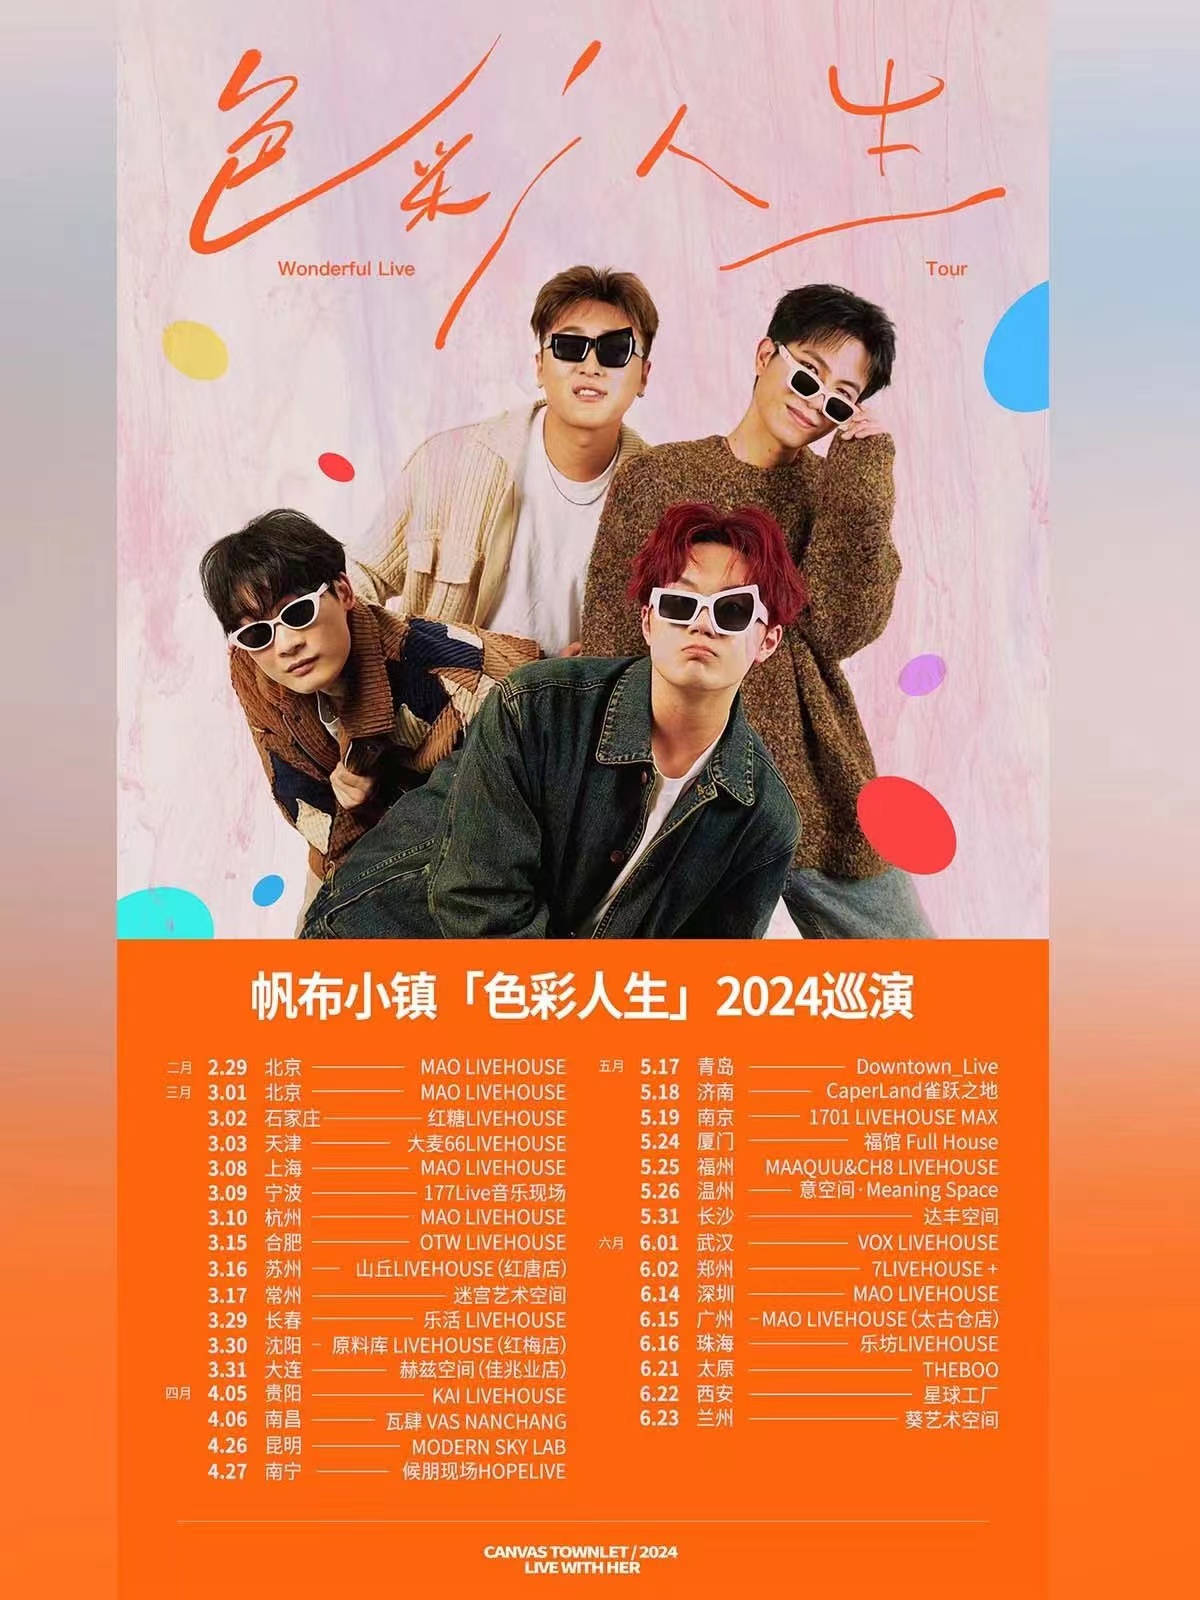 色彩人生
Wonderful Live Tour
帆布小镇「色彩人生」2024巡演
二月 2.29 北京 MAO LIVEHOUSE
三月 3.01 北京 MAO LIVEHOUSE
3.02 石家庄 红糖LIVEHOUSE
3.03 天津 大麦66LIVEHOUSE
3.08 上海 MAO LIVEHOUSE
3.09 宁波 177Live音乐现场
3.10 杭州 MAO LIVEHOUSE
3.15 合肥 OTW LIVEHOUSE
3.16 苏州 山丘LIVEHOUSE(红唐店)
3.17 常州 迷宫艺术空间
3.29 长春 乐活 LIVEHOUSE
3.30 沈阳 原料库 LIVEHOUSE(红梅店)
3.31 大连 赫兹空间(佳兆业店)
四月 4.05 贵阳 KAI LIVEHOUSE
4.06 南昌 瓦肆 VAS NANCHANG
4.26 昆明 MODERN SKY LAB
4.27 南宁 候朋现场HOPELIVE
五月 5.17 青岛 Downtown_Live
5.18 济南 CaperLand雀跃之地
5.19 南京 1701 LIVEHOUSE MAX
5.24 厦门 福馆 Full House
5.25 福州 MAAQUU&CH8 LIVEHOUSE
5.26 温州 意空间·Meaning Space
5.31 长沙 达丰空间
六月 6.01 武汉 VOX LIVEHOUSE
6.02 郑州 7LIVEHOUSE +
6.14 深圳 MAO LIVEHOUSE
6.15 广州 MAO LIVEHOUSE(太古仓店)
6.16 珠海 乐坊LIVEHOUSE
6.21 太原 THEBOO
6.22 西安 星球工厂
6.23 兰州 葵艺术空间
CANVAS TOWNLET / 2024
LIVE WITH HER